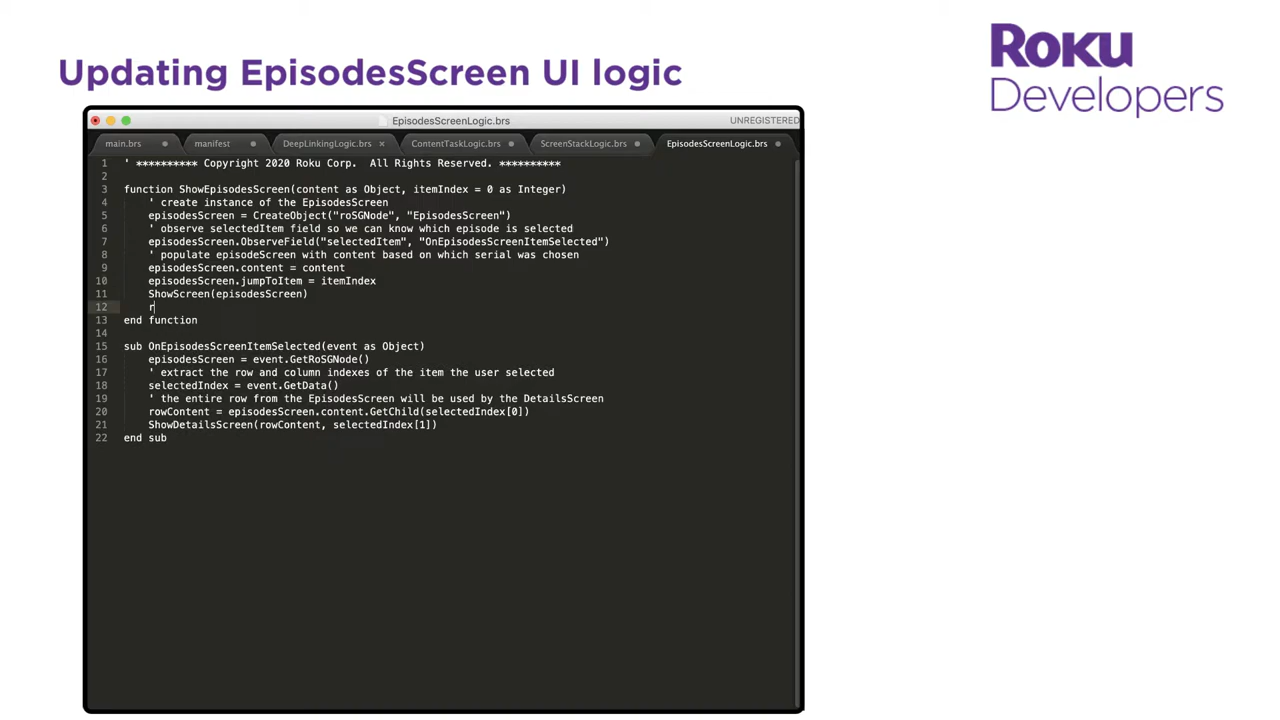 Updating EpisodesScreen UI logic
Roku
Developers
EpisodesScreenLogic.brs
UNREGISTERED
main.brs
manifest
DeepLinkingLogic.brs
ContentTaskLogic.brs
ScreenStackLogic.brs
EpisodesScreenLogic.brs
1 ' ********** Copyright 2020 Roku Corp.  All Rights Reserved. **********
2
3 function ShowEpisodesScreen(content as Object, itemIndex = 0 as Integer)
4     ' create instance of the EpisodesScreen
5     episodesScreen = CreateObject("roSGNode", "EpisodesScreen")
6     ' observe selectedItem field so we can know which episode is selected
7     episodesScreen.ObserveField("selectedItem", "OnEpisodesScreenItemSelected")
8     ' populate episodeScreen with content based on which serial was chosen
9     episodesScreen.content = content
10     episodesScreen.jumpToItem = itemIndex
11     ShowScreen(episodesScreen)
12     r
13 end function
14
15 sub OnEpisodesScreenItemSelected(event as Object)
16     episodesScreen = event.GetRoSGNode()
17     ' extract the row and column indexes of the item the user selected
18     selectedIndex = event.GetData()
19     ' the entire row from the EpisodesScreen will be used by the DetailsScreen
20     rowContent = episodesScreen.content.GetChild(selectedIndex[0])
21     ShowDetailsScreen(rowContent, selectedIndex[1])
22 end sub